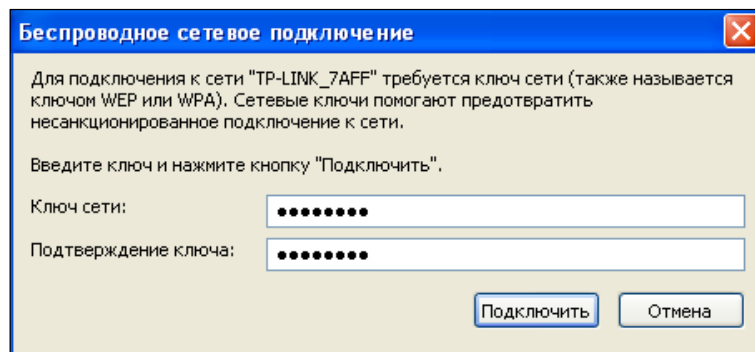 Беспроводное сетевое подключение
Для подключения к сети "TP-LINK_7AFF" требуется ключ сети (также называется
ключом WEP или WPA). Сетевые ключи помогают предотвратить
несанкционированное подключение к сети.
Введите ключ и нажмите кнопку "Подключить".
Ключ сети: ••••••••
Подтверждение ключа: ••••••••
Подключить Отмена